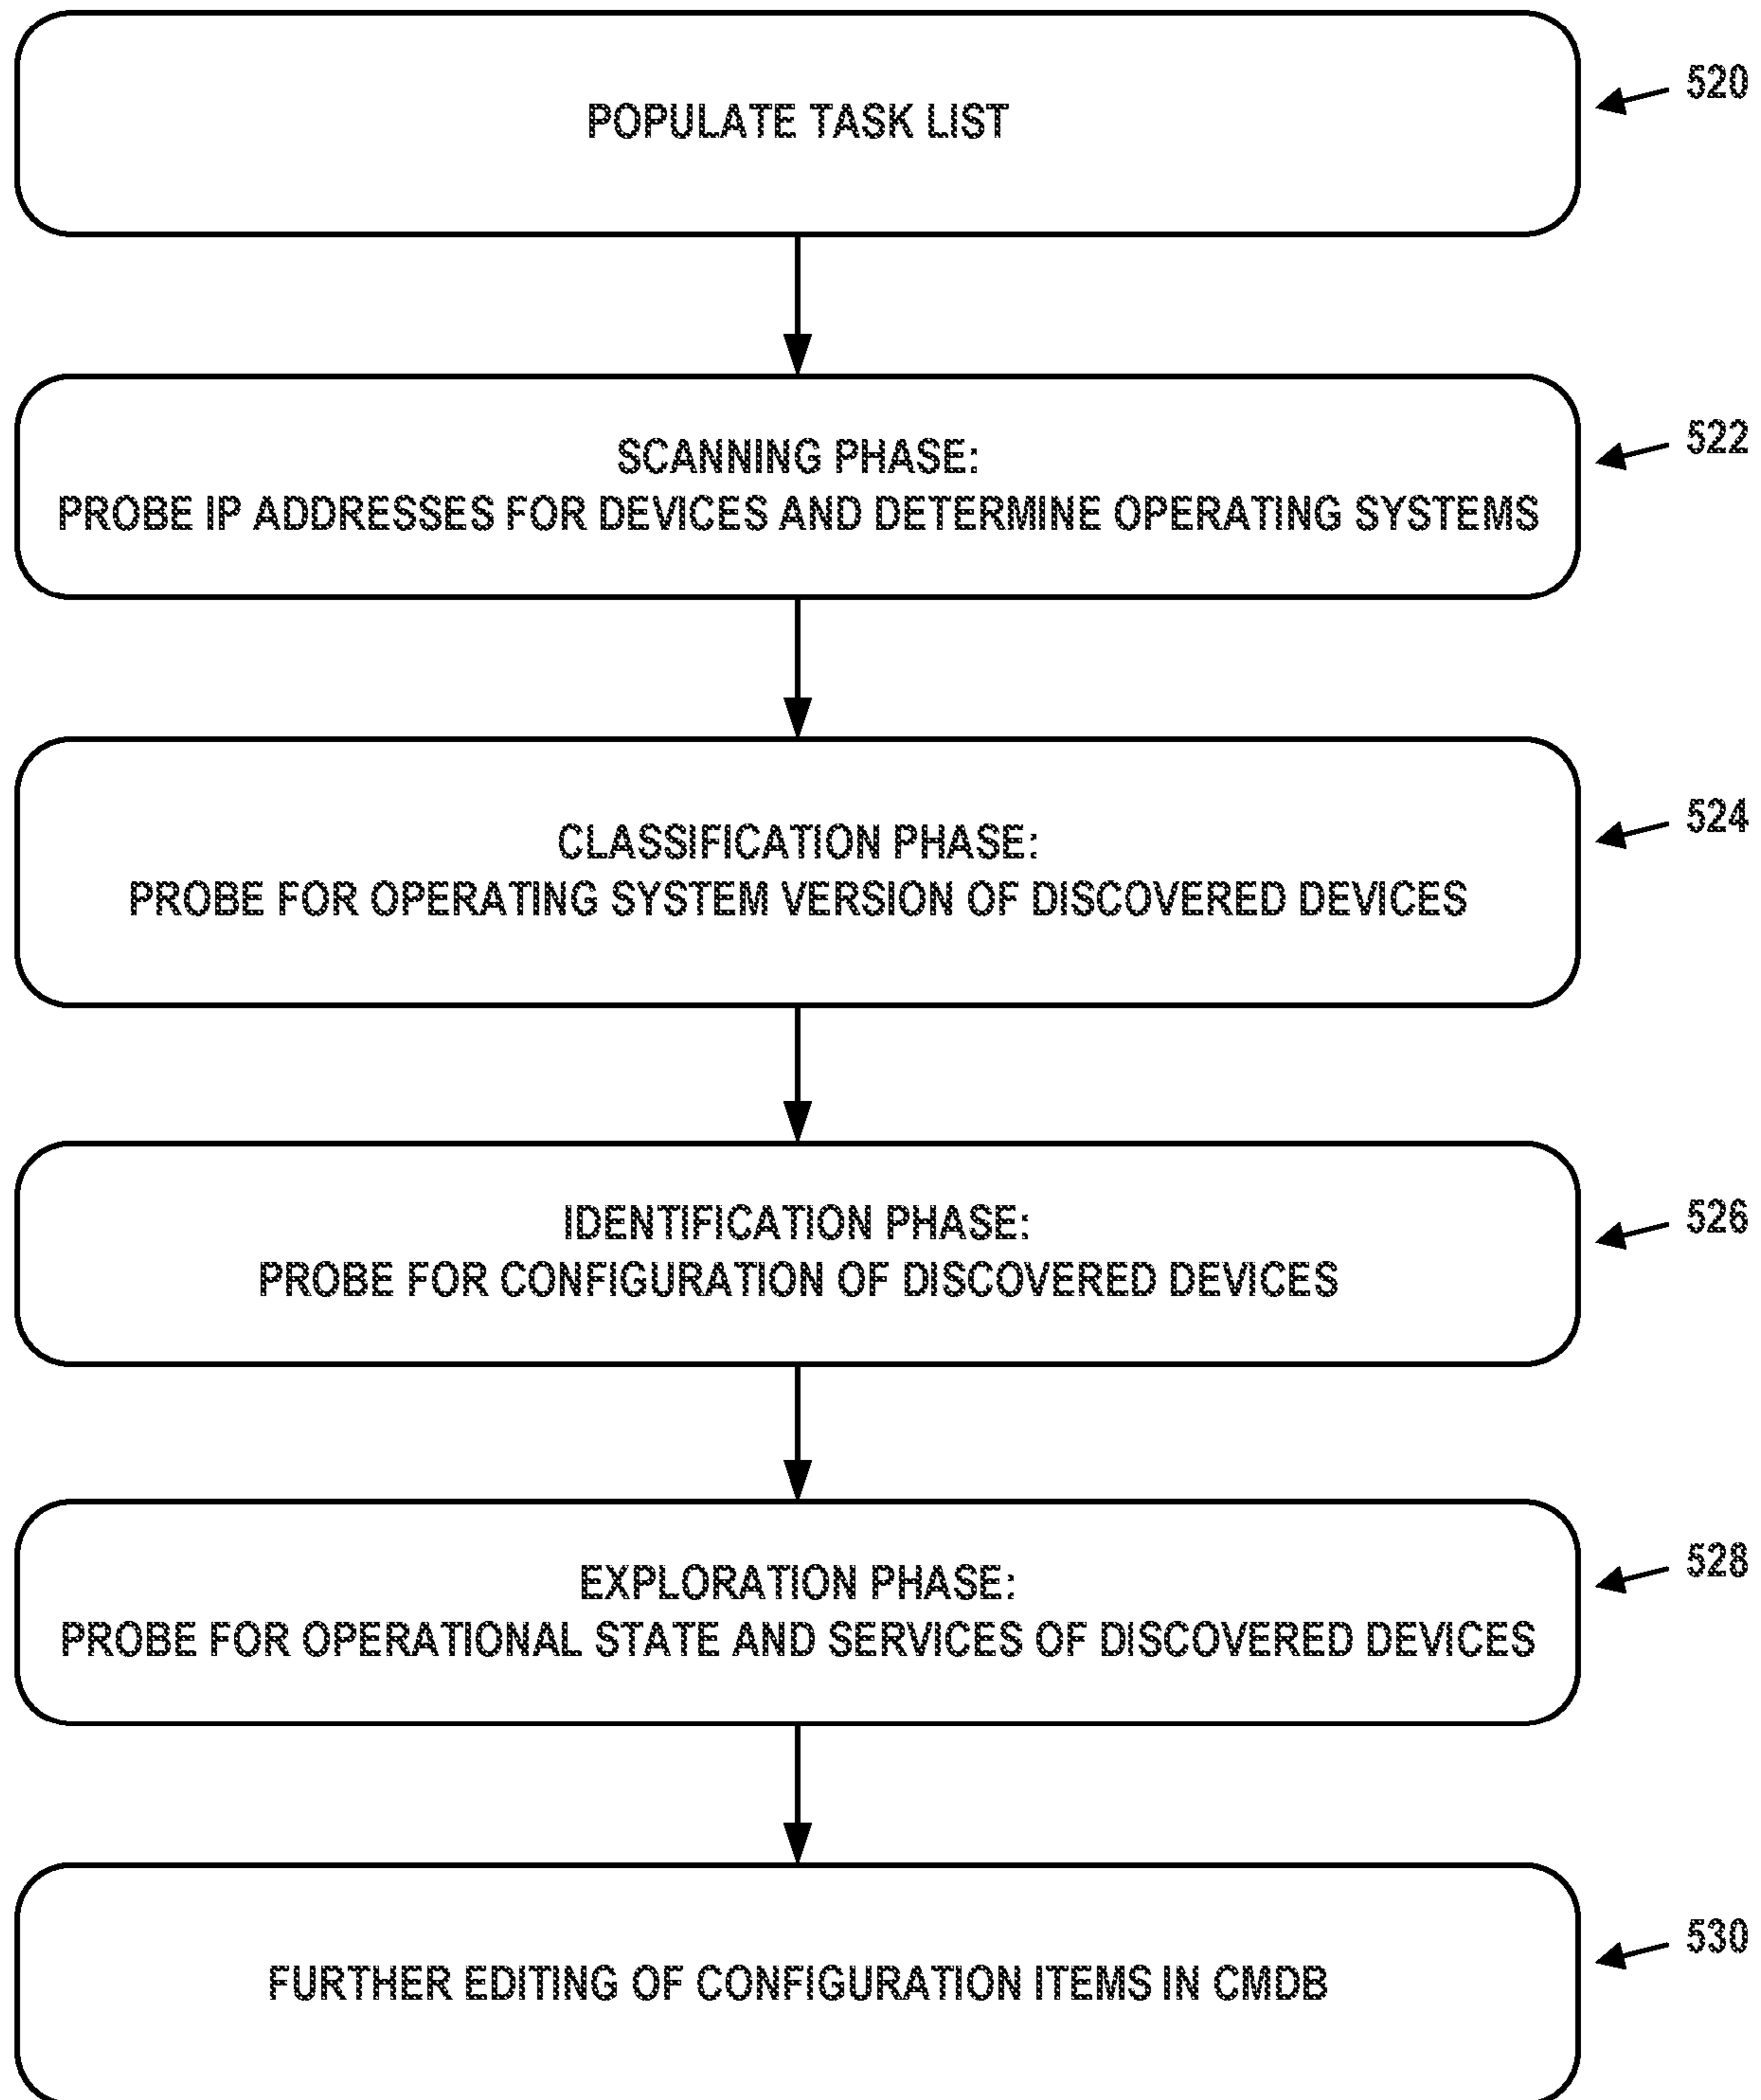 POPULATE TASK LIST
520
SCANNING PHASE:
PROBE IP ADDRESSES FOR DEVICES AND DETERMINE OPERATING SYSTEMS
522
CLASSIFICATION PHASE:
PROBE FOR OPERATING SYSTEM VERSION OF DISCOVERED DEVICES
524
IDENTIFICATION PHASE:
PROBE FOR CONFIGURATION OF DISCOVERED DEVICES
526
EXPLORATION PHASE:
PROBE FOR OPERATIONAL STATE AND SERVICES OF DISCOVERED DEVICES
528
FURTHER EDITING OF CONFIGURATION ITEMS IN CMDB
530